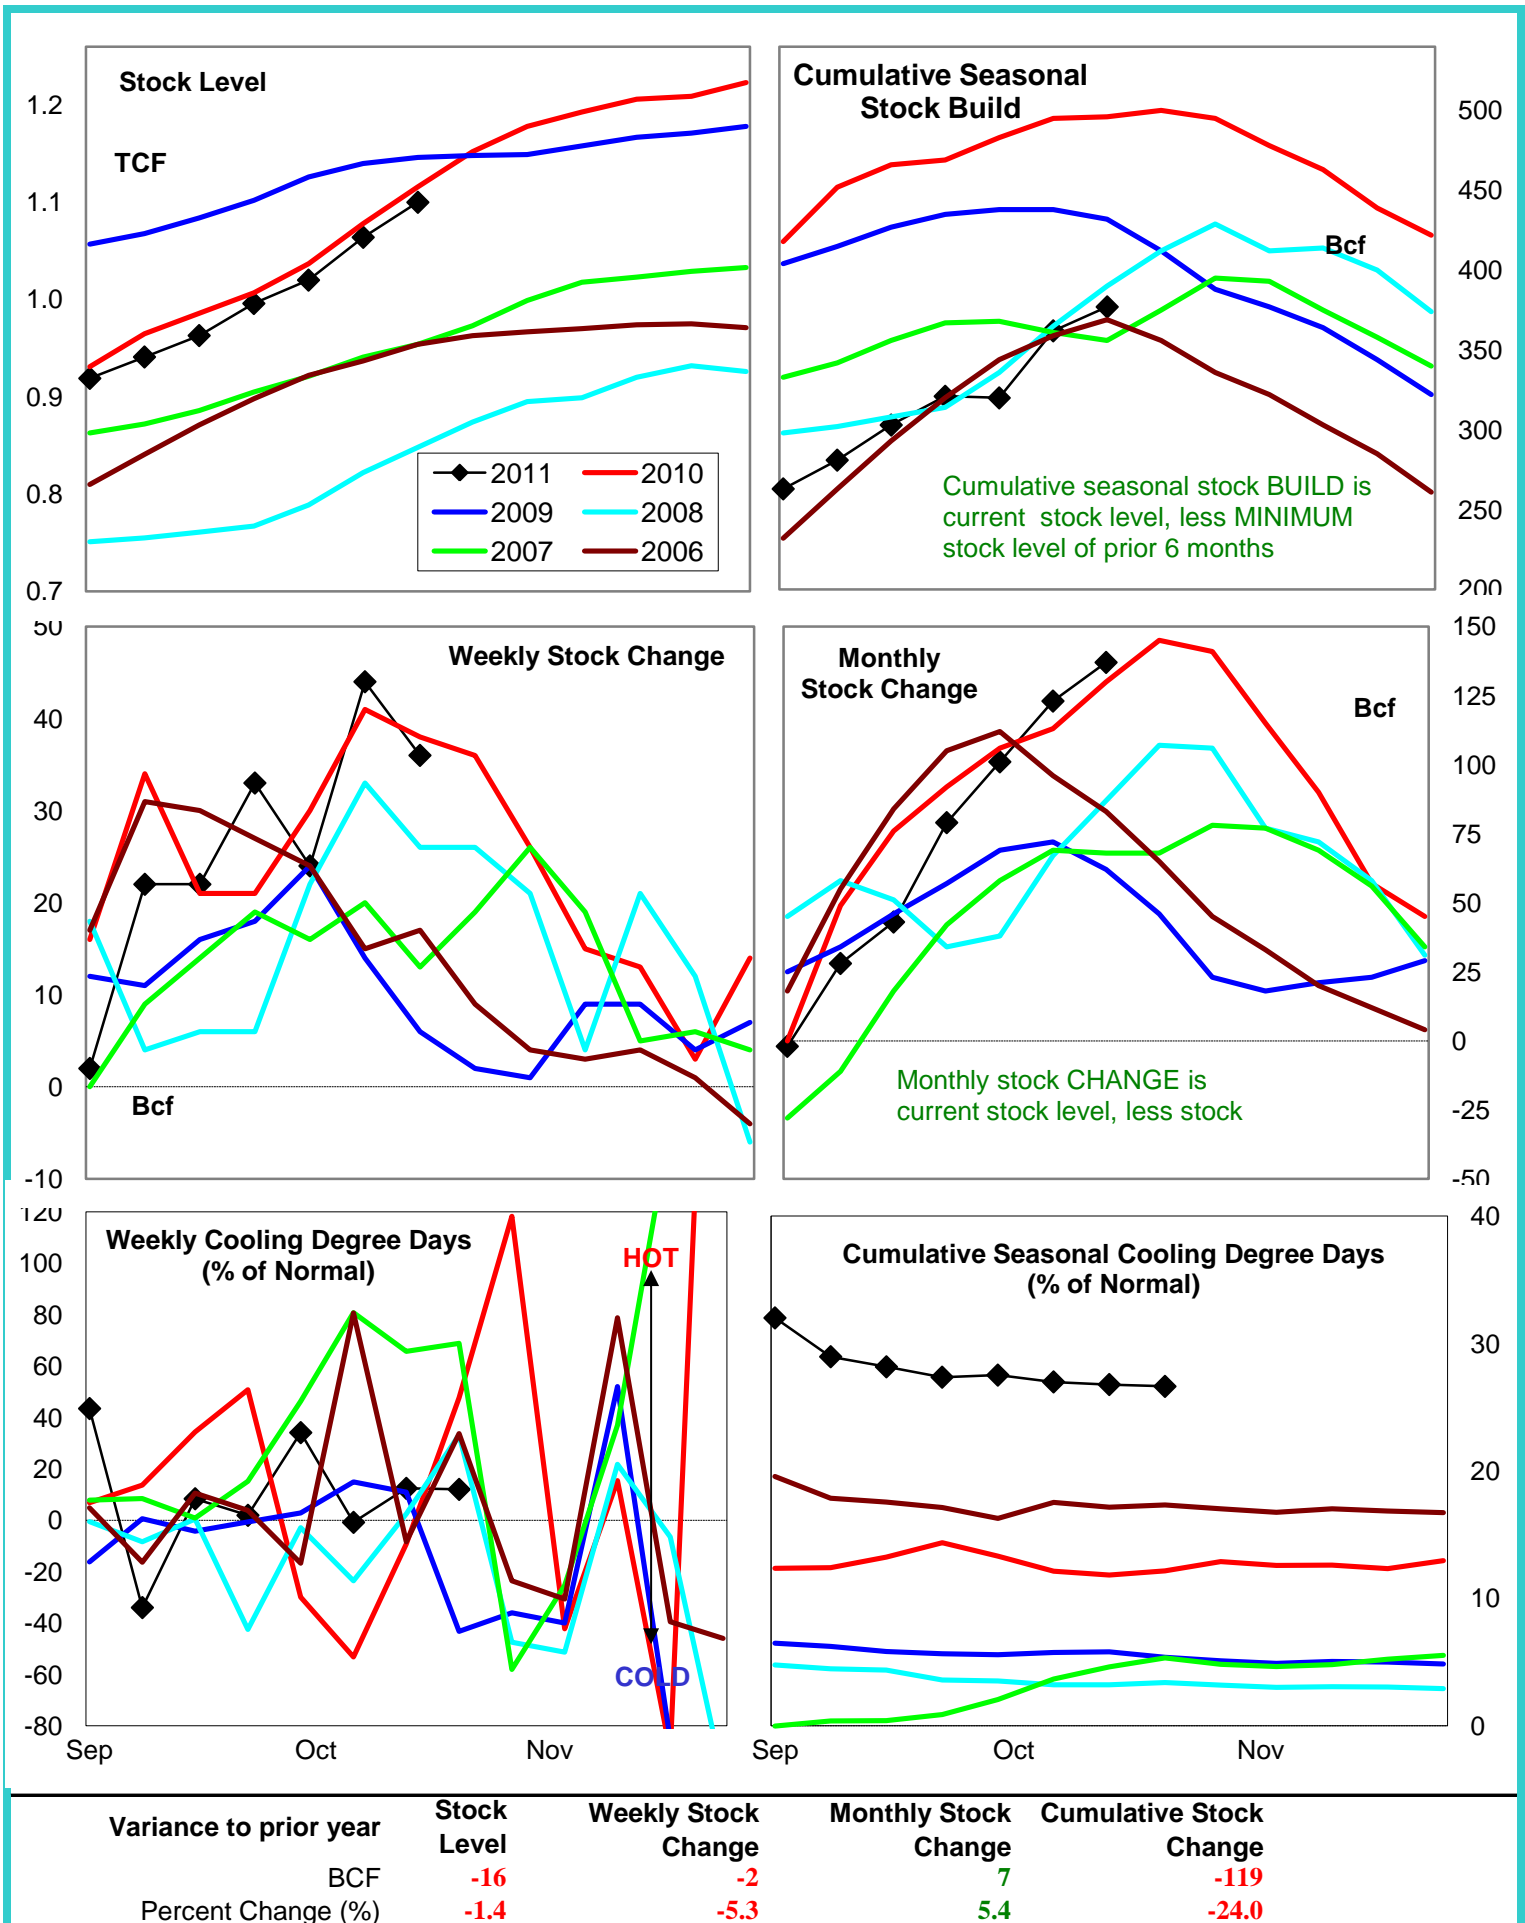 Stock Level
TCF
1.2
1.1
1.0
0.9
0.8
0.7
2011
2010
2009
2008
2007
2006
Cumulative Seasonal
Stock Build
Bcf
500
450
400
350
300
250
200
Cumulative seasonal stock BUILD is
current stock level, less MINIMUM
stock level of prior 6 months
Weekly Stock Change
50
40
30
20
10
0
-10
Bcf
Monthly
Stock Change
Bcf
150
125
100
75
50
25
0
-25
-50
Monthly stock CHANGE is
current stock level, less stock
Weekly Cooling Degree Days
(% of Normal)
120
100
80
60
40
20
0
-20
-40
-60
-80
HOT
COLD
Sep Oct Nov
Cumulative Seasonal Cooling Degree Days
(% of Normal)
40
30
20
10
0
Sep Oct Nov
Variance to prior year
Stock
Level
Weekly Stock
Change
Monthly Stock
Change
Cumulative Stock
Change
BCF -16 -2 7 -119
Percent Change (%) -1.4 -5.3 5.4 -24.0